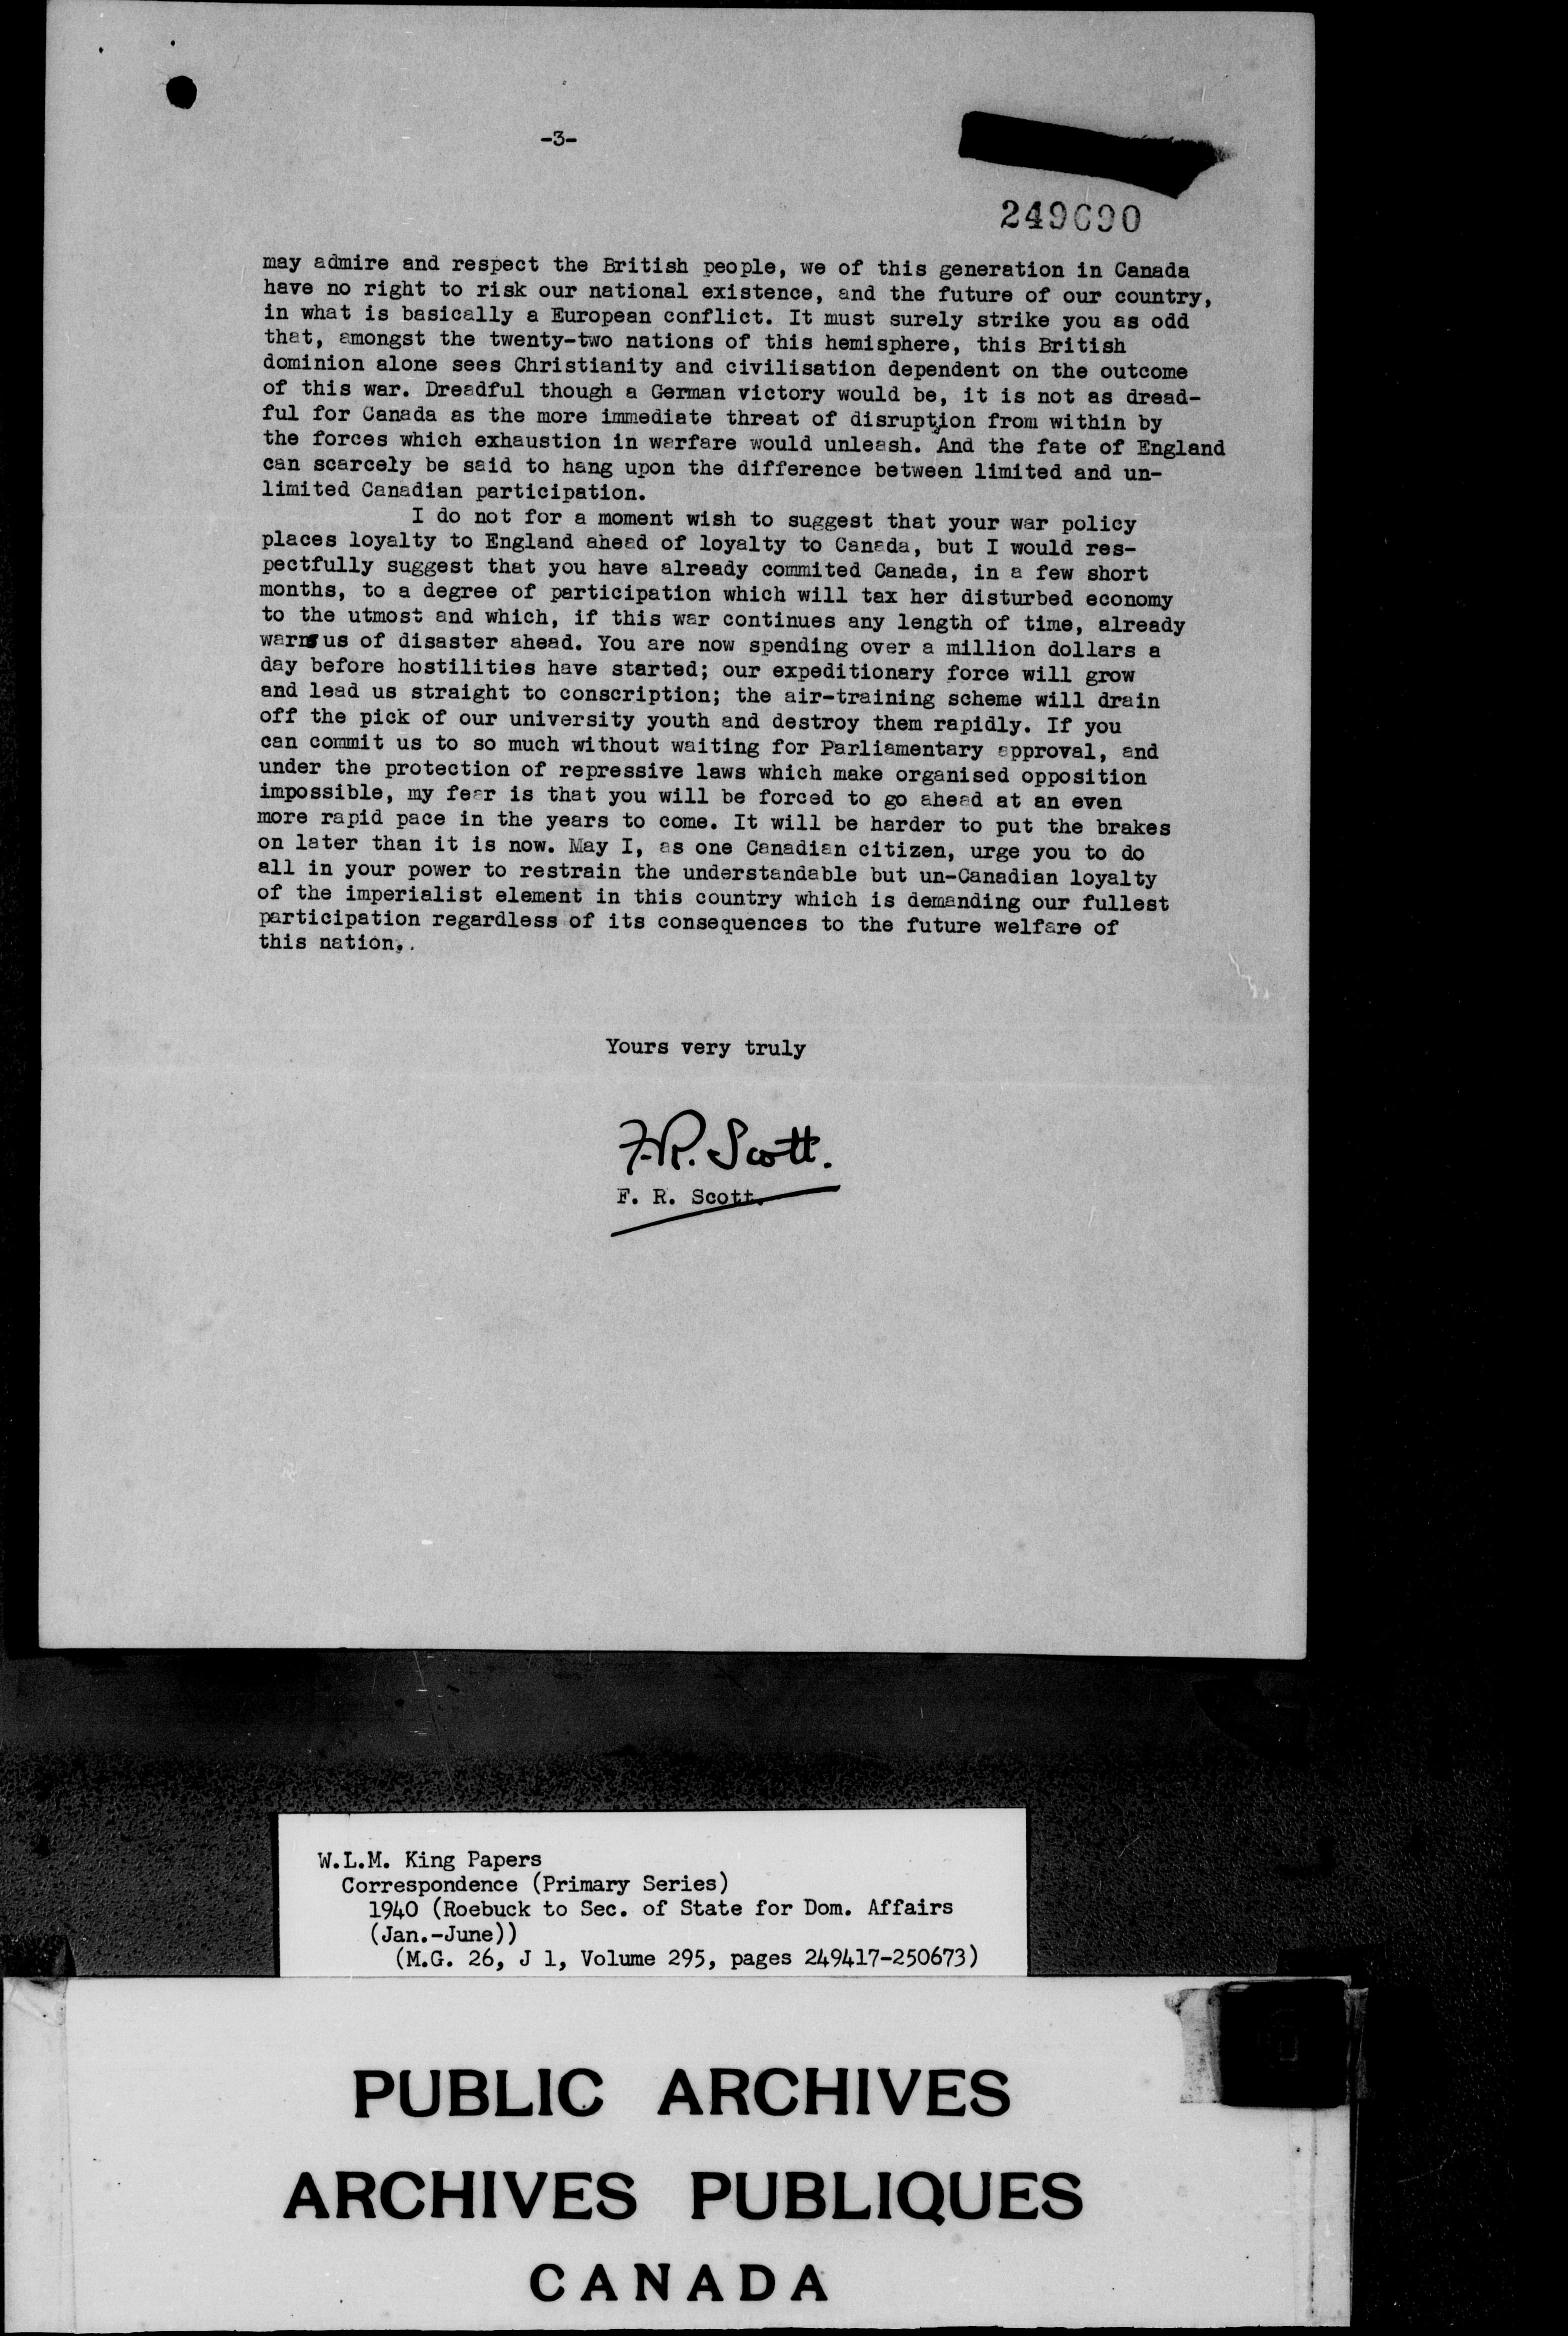 -3-
249690
may admire and respect the British people, we of this generation in Canada
have no right to risk our national existence, and the future of our country,
in what is basically a European conflict. It must surely strike you as odd
that, amongst the twenty-two nations of this hemisphere, this British
dominion alone sees Christianity and civilisation dependent on the outcome
of this war. Dreadful though a German victory would be, it is not as dread-
ful for Canada as the more immediate threat of disruption from within by
the forces which exhaustion in warfare would unleash. And the fate of England
can scarcely be said to hang upon the difference between limited and un-
limited Canadian participation.
I do not for a moment wish to suggest that your war policy
places loyalty to England ahead of loyalty to Canada, but I would res-
pectfully suggest that you have already commited Canada, in a few short
months, to a degree of participation which will tax her disturbed economy
to the utmost and which, if this war continues any length of time, already
warns us of disaster ahead. You are now spending over a million dollars a
day before hostilities have started; our expeditionary force will grow
and lead us straight to conscription; the air-training scheme will drain
off the pick of our university youth and destroy them rapidly. If you
can commit us to so much without waiting for Parliamentary approval, and
under the protection of repressive laws which make organised opposition
impossible, my fear is that you will be forced to go ahead at an even
more rapid pace in the years to come. It will be harder to put the brakes
on later than it is now. May I, as one Canadian citizen, urge you to do
all in your power to restrain the understandable but un-Canadian loyalty
of the imperialist element in this country which is demanding our fullest
participation regardless of its consequences to the future welfare of
this nation..
Yours very truly
F.R. Scott.
F. R. Scott.
W.L.M. King Papers
Correspondence (Primary Series)
1940 (Roebuck to Sec. of State for Dom. Affairs
(Jan.-June))
(M.G. 26, J 1, Volume 295, pages 249417-250673)
PUBLIC ARCHIVES
ARCHIVES PUBLIQUES
CANADA